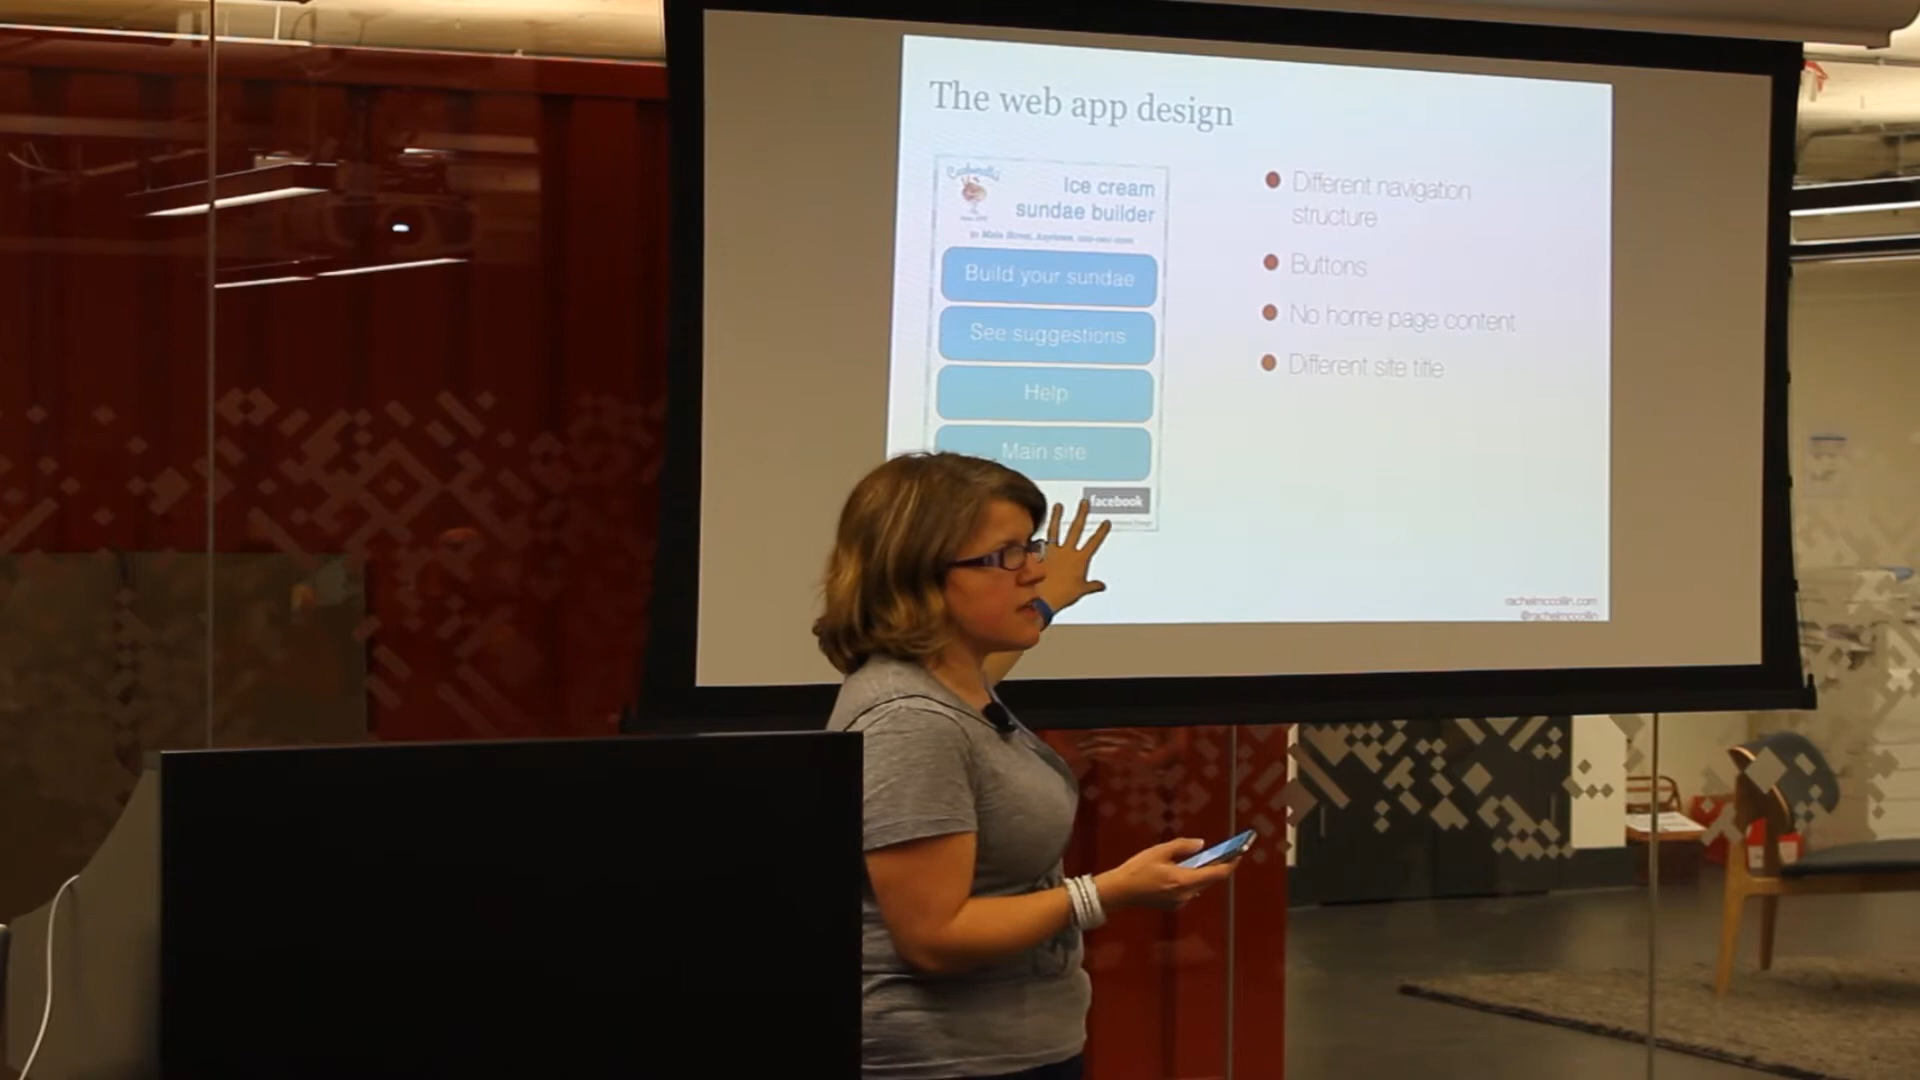 The web app design
Ice cream
sundae builder
Build your sundae
See suggestions
Help
Main site
facebook
Different navigation
structure
Buttons
No home page content
Different site title
rachelmccollin.com
@rachelmccollin